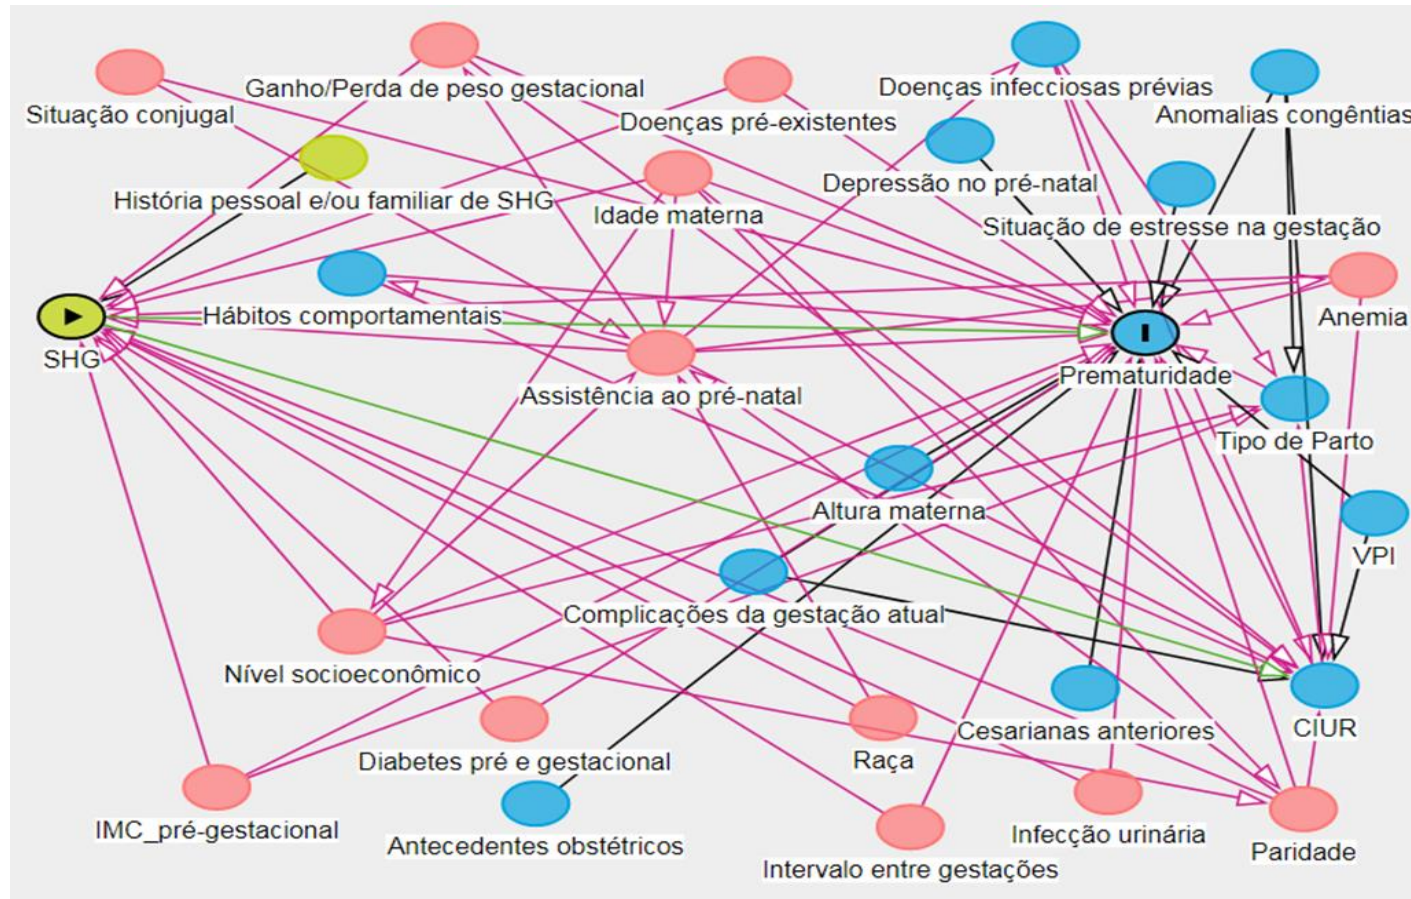 Ganho/Perda de peso gestacional
Doenças infecciosas prévias
Situação conjugal
Doenças pré-existentes
Anomalias congêntias
Depressão no pré-natal
História pessoal e/ou familiar de SHG
Idade materna
Situação de estresse na gestação
Hábitos comportamentais
Anemia
SHG
Prematuridade
Assistência ao pré-natal
Tipo de Parto
Altura materna
VPI
Complicações da gestação atual
Nível socioeconômico
Cesarianas anteriores
CIUR
Diabetes pré e gestacional
Raça
IMC_pré-gestacional
Antecedentes obstétricos
Infecção urinária
Paridade
Intervalo entre gestações